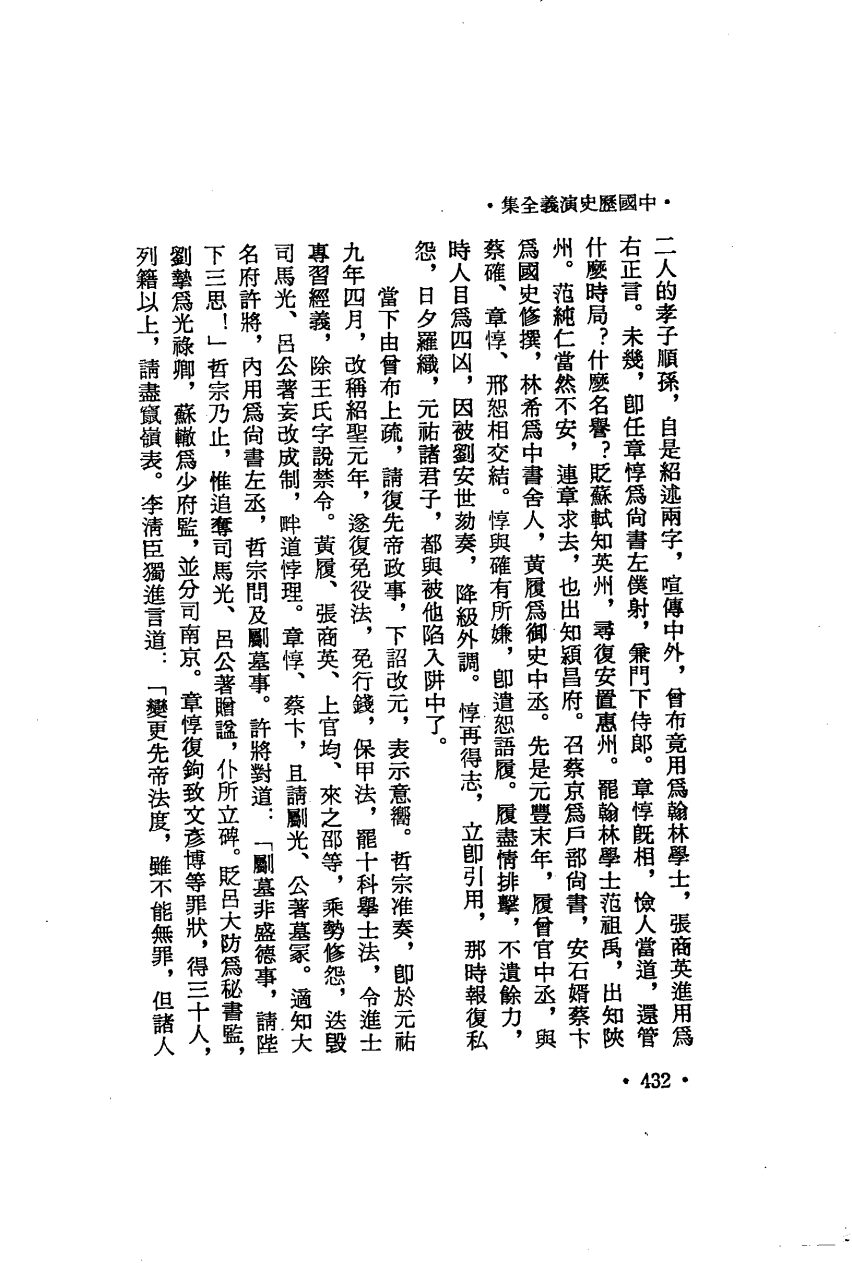 •中國歷史演義全集•
二人的孝子順孫，自是紹述兩字，喧傳中外，曾布竟用爲翰林學士，張商英進用爲
右正言。未幾，卽任章惇爲尙書左僕射，兼門下侍郎。章惇旣相，憸人當道，還管
什麼時局？什麼名譽？貶蘇軾知英州，尋復安置惠州。罷翰林學士范祖禹，出知陝
州。范純仁當然不安，連章求去，也出知潁昌府。召蔡京爲戶部尙書，安石婿蔡卞
爲國史修撰，林希爲中書舍人，黃履爲御史中丞。先是元豐末年，履曾官中丞，與
蔡確、章惇、邢恕相交結。惇與確有所嫌，卽遣恕語履。履盡情排擊，不遺餘力，
時人目爲四凶，因被劉安世劾奏，降級外調。惇再得志，立卽引用，那時報復私
怨，日夕羅織，元祐諸君子，都與被他陷入阱中了。
當下由曾布上疏，請復先帝政事，下詔改元，表示意嚮。哲宗准奏，卽於元祐
九年四月，改稱紹聖元年，遂復免役法，免行錢，保甲法，罷十科舉士法，令進士
專習經義，除王氏字說禁令。黃履、張商英、上官均、來之邵等，乘勢修怨，迭毀
司馬光、呂公著妄改成制，畔道悖理。章惇、蔡卞，且請劚光、公著墓冢。適知大
名府許將，內用爲尙書左丞，哲宗問及劚墓事。許將對道：「劚墓非盛德事，請陛
下三思！」哲宗乃止，惟追奪司馬光、呂公著贈諡，仆所立碑。貶呂大防爲秘書監，
劉摯爲光祿卿，蘇轍爲少府監，並分司南京。章惇復鉤致文彥博等罪狀，得三十人，
列籍以上，請盡竄嶺表。李淸臣獨進言道：「變更先帝法度，雖不能無罪，但諸人
•432•